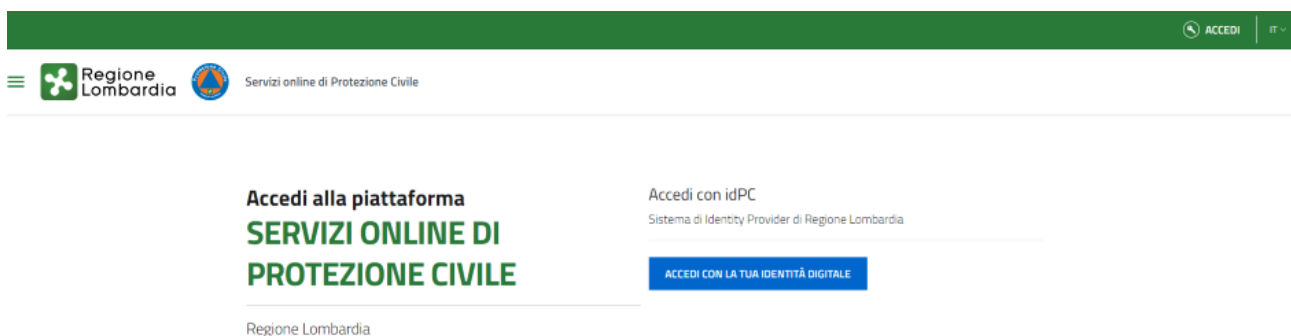 ACCEDI
IT
Regione
Lombardia
Servizi online di Protezione Civile
Accedi alla piattaforma
SERVIZI ONLINE DI
PROTEZIONE CIVILE
Regione Lombardia
Accedi con idPC
Sistema di Identity Provider di Regione Lombardia
ACCEDI CON LA TUA IDENTITÀ DIGITALE